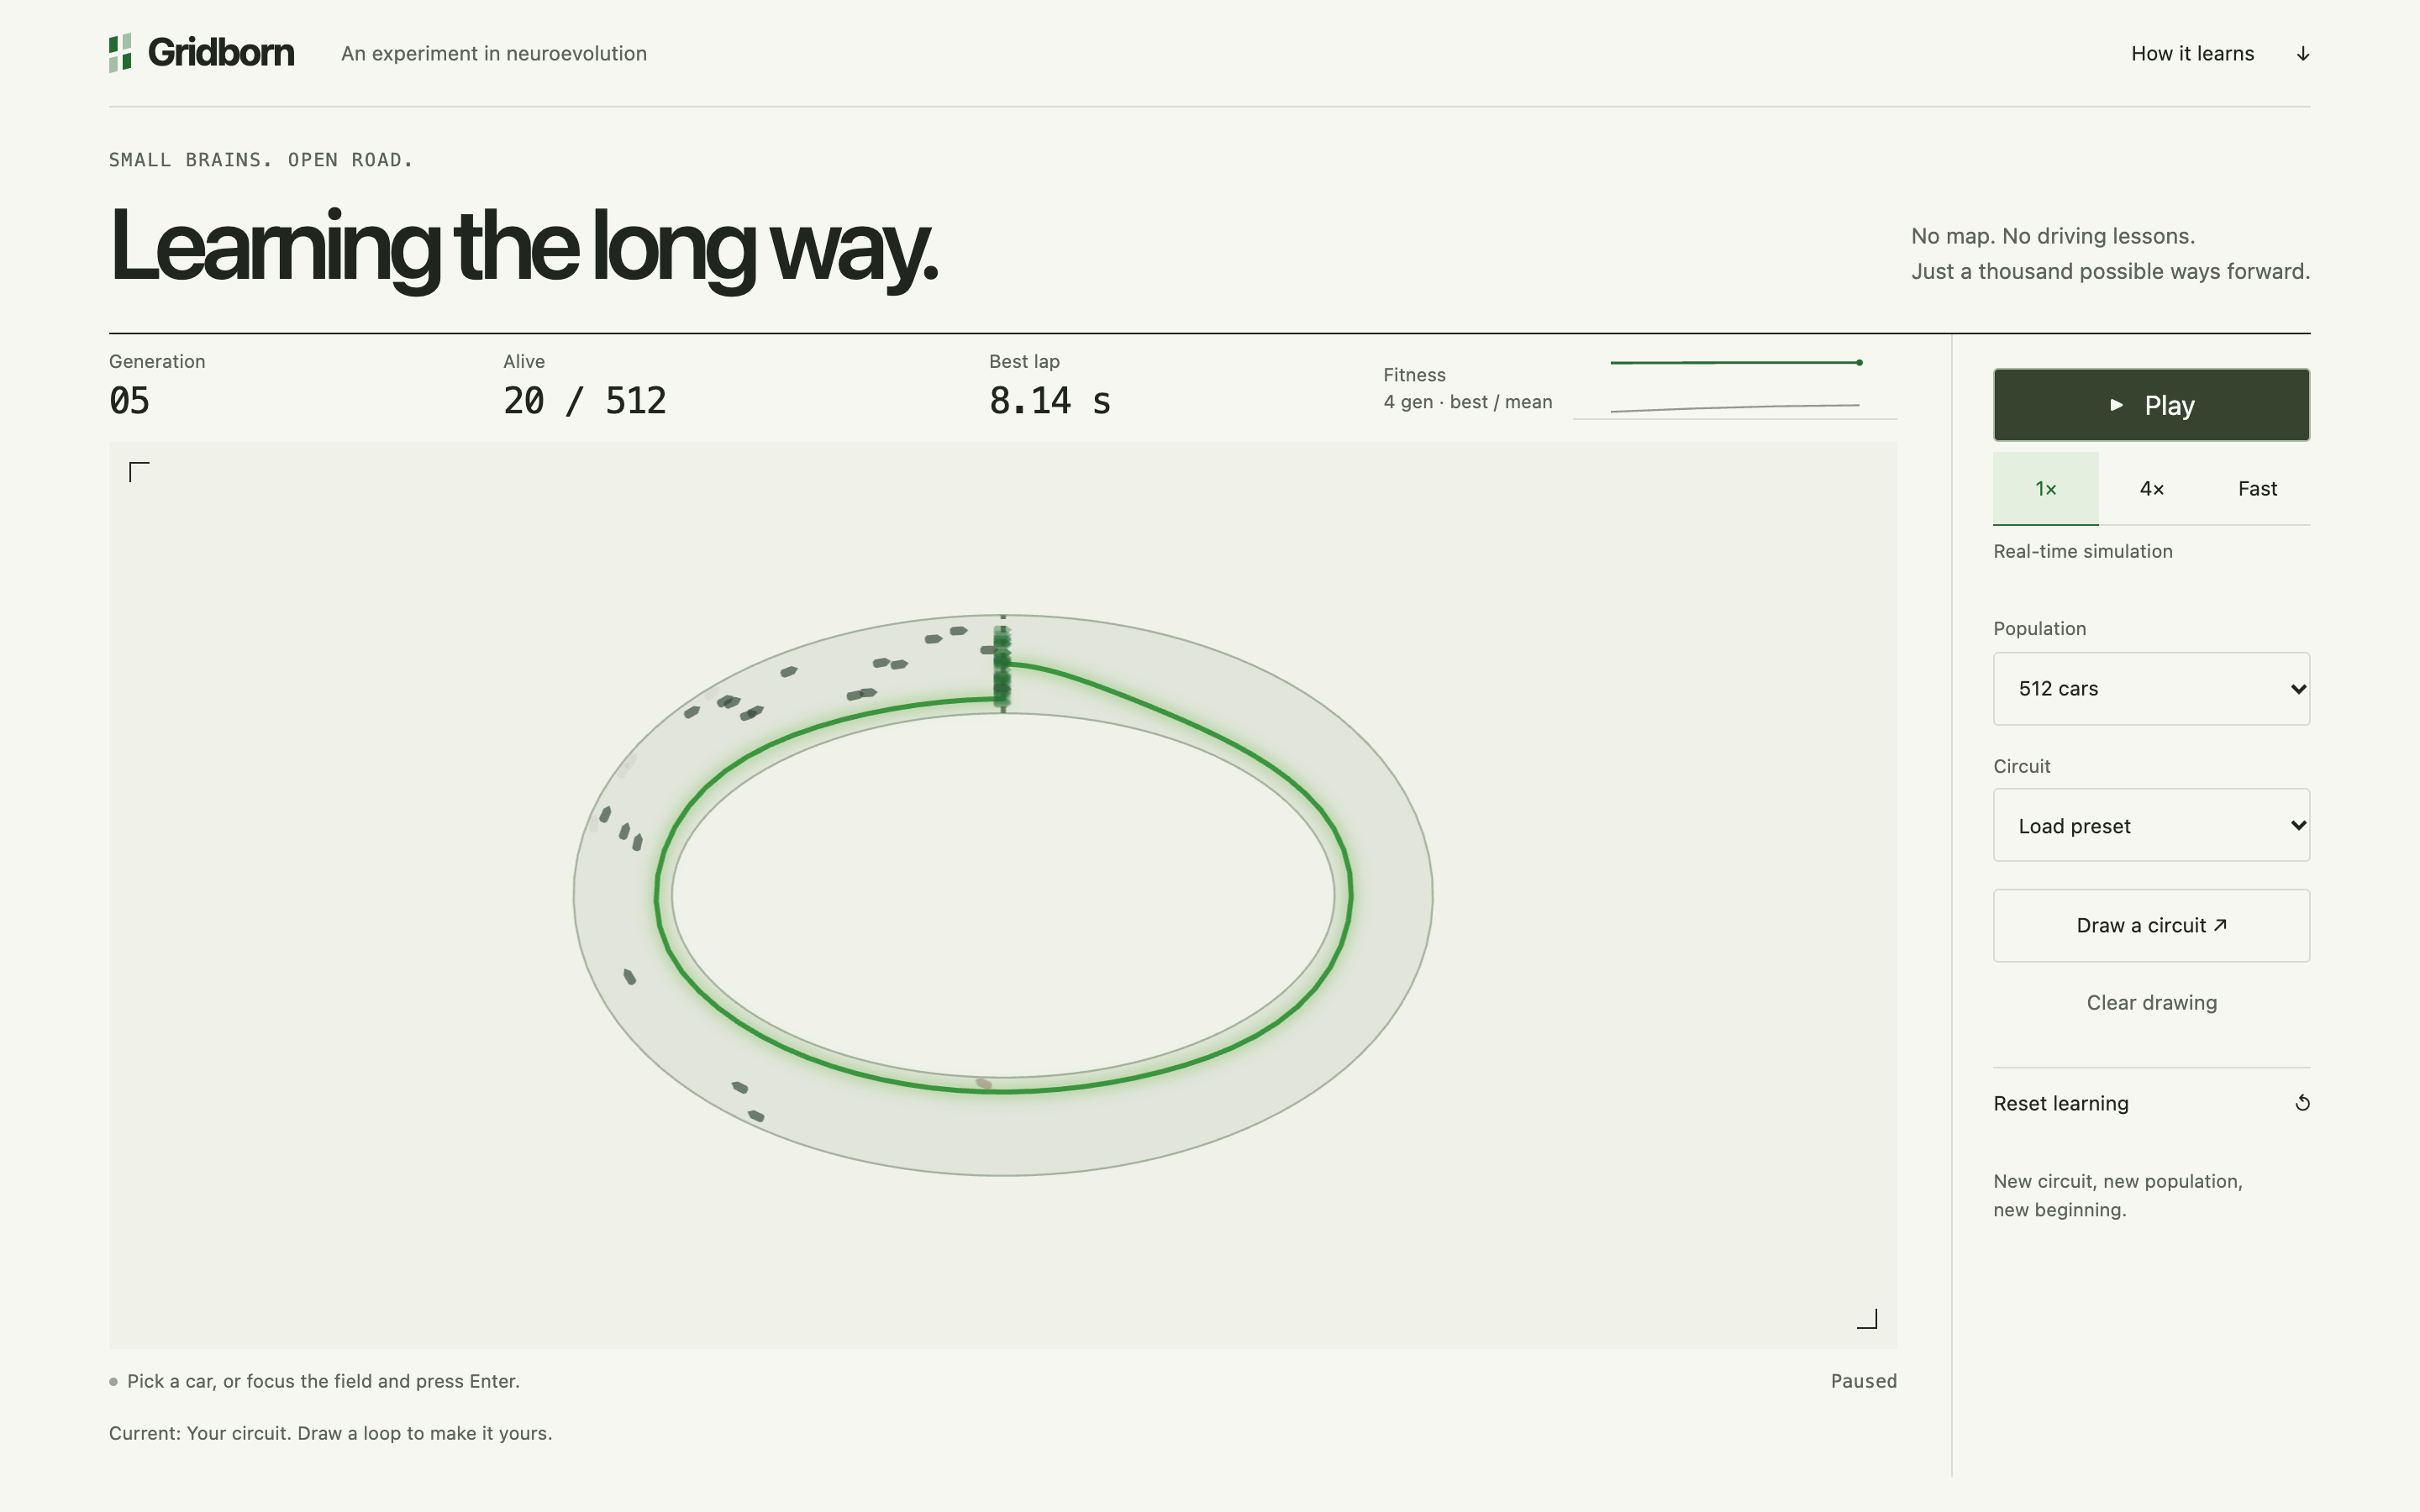 Gridborn
An experiment in neuroevolution
How it learns ↓
SMALL BRAINS. OPEN ROAD.
Learning the long way.
No map. No driving lessons.
Just a thousand possible ways forward.
Generation
05
Alive
20 / 512
Best lap
8.14 s
Fitness
4 gen · best / mean
Play
1×
4×
Fast
Real-time simulation
Population
512 cars
Circuit
Load preset
Draw a circuit ↗
Clear drawing
Reset learning
New circuit, new population,
new beginning.
Pick a car, or focus the field and press Enter.
Paused
Current: Your circuit. Draw a loop to make it yours.